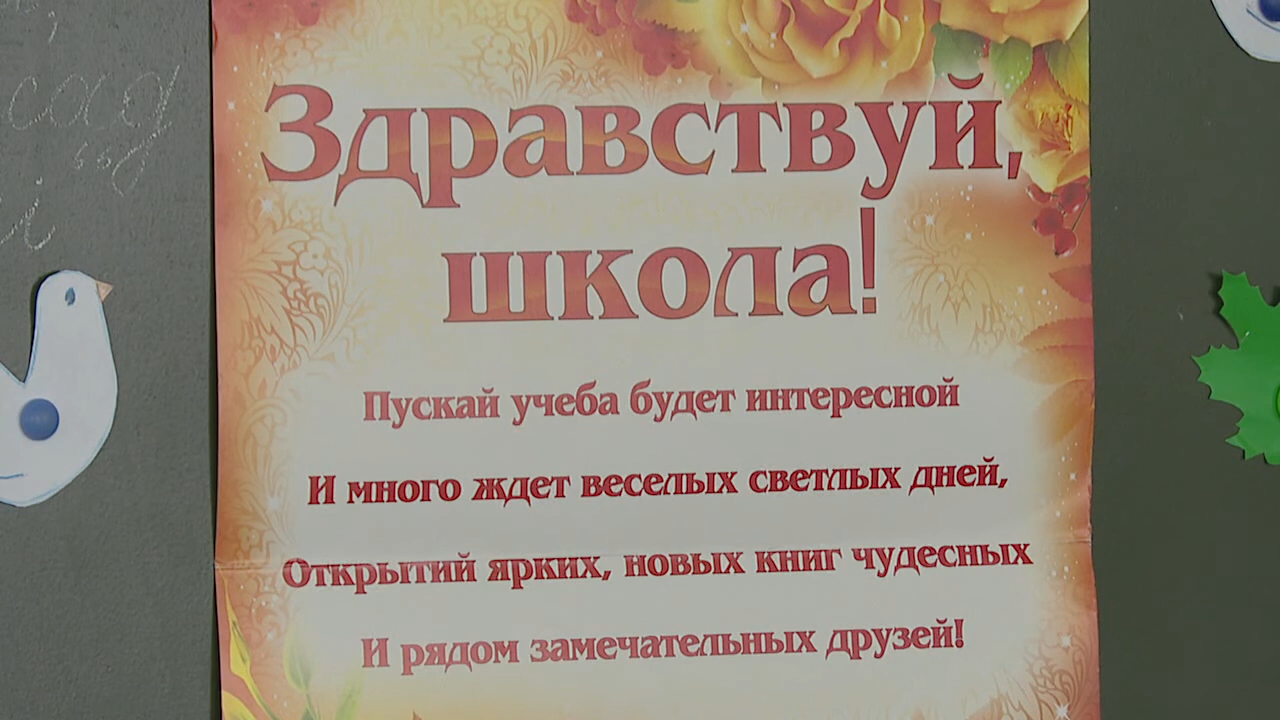 Здравствуй,
школа!
Пускай учеба будет интересной
И много ждет веселых светлых дней,
Открытий ярких, новых книг чудесных
И рядом замечательных друзей!